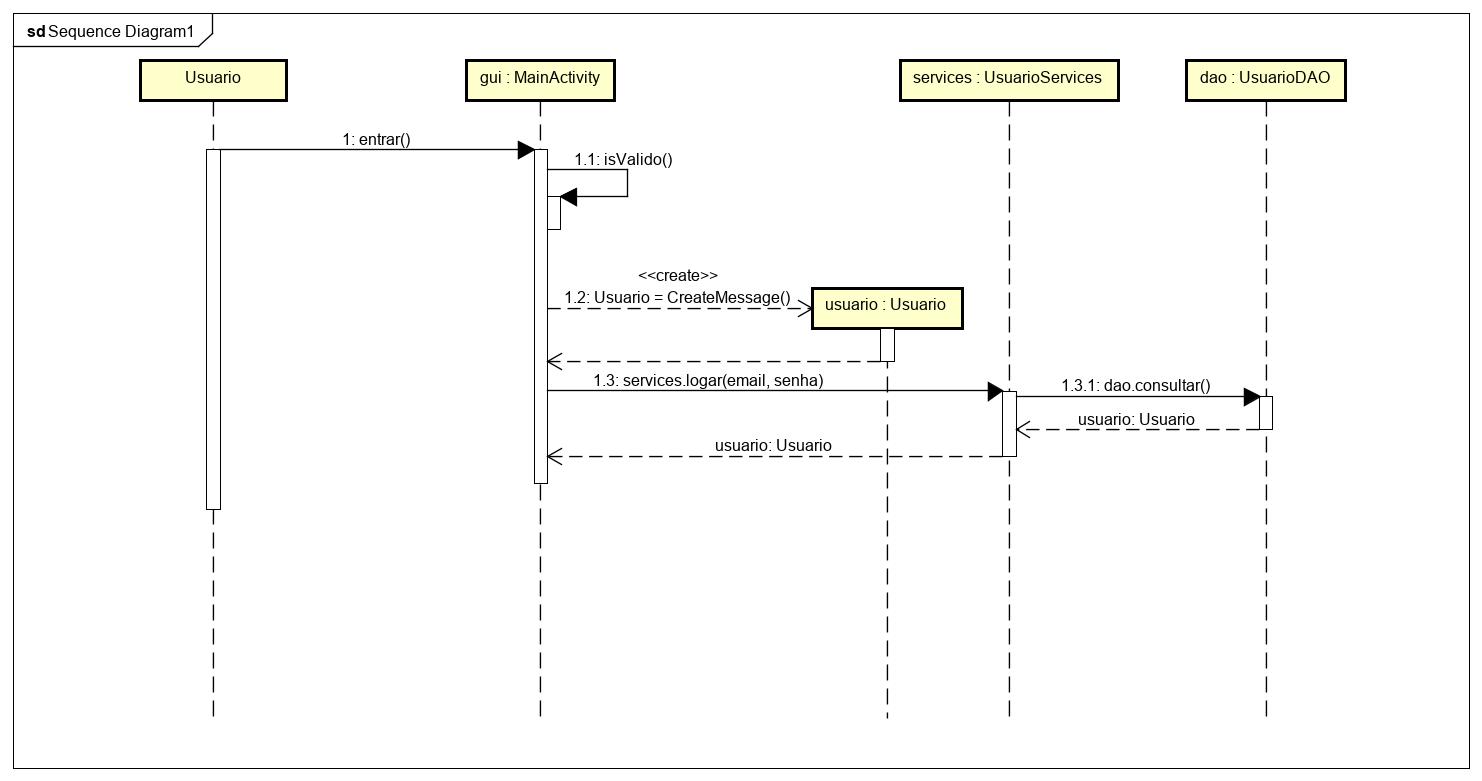 sd Sequence Diagram1
Usuario
gui : MainActivity
services : UsuarioServices
dao : UsuarioDAO
1: entrar()
1.1: isValido()
<<create>>
1.2: Usuario = CreateMessage()
usuario : Usuario
1.3: services.logar(email, senha)
1.3.1: dao.consultar()
usuario: Usuario
usuario: Usuario